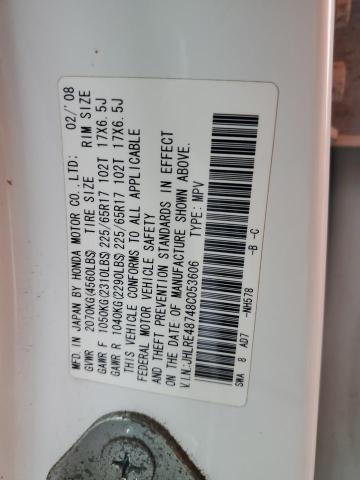 MFD. IN JAPAN BY HONDA MOTOR CO., LTD: 02/'08
GVWR 2070KG(4560LBS) TIRE SIZE RIM SIZE
GAWR F 1050KG(2310LBS) 225/65R17 102T 17X6.5J
GAWR R 1040KG(2290LBS) 225/65R17 102T 17X6.5J
THIS VEHICLE CONFORMS TO ALL APPLICABLE
FEDERAL MOTOR VEHICLE SAFETY
AND THEFT PREVENTION STANDARDS IN EFFECT
ON THE DATE OF MANUFACTURE SHOWN ABOVE.
V.I.N:JHLRE48748C053606 TYPE: MPV
SWA 8 AD7 -NH578 -B -C